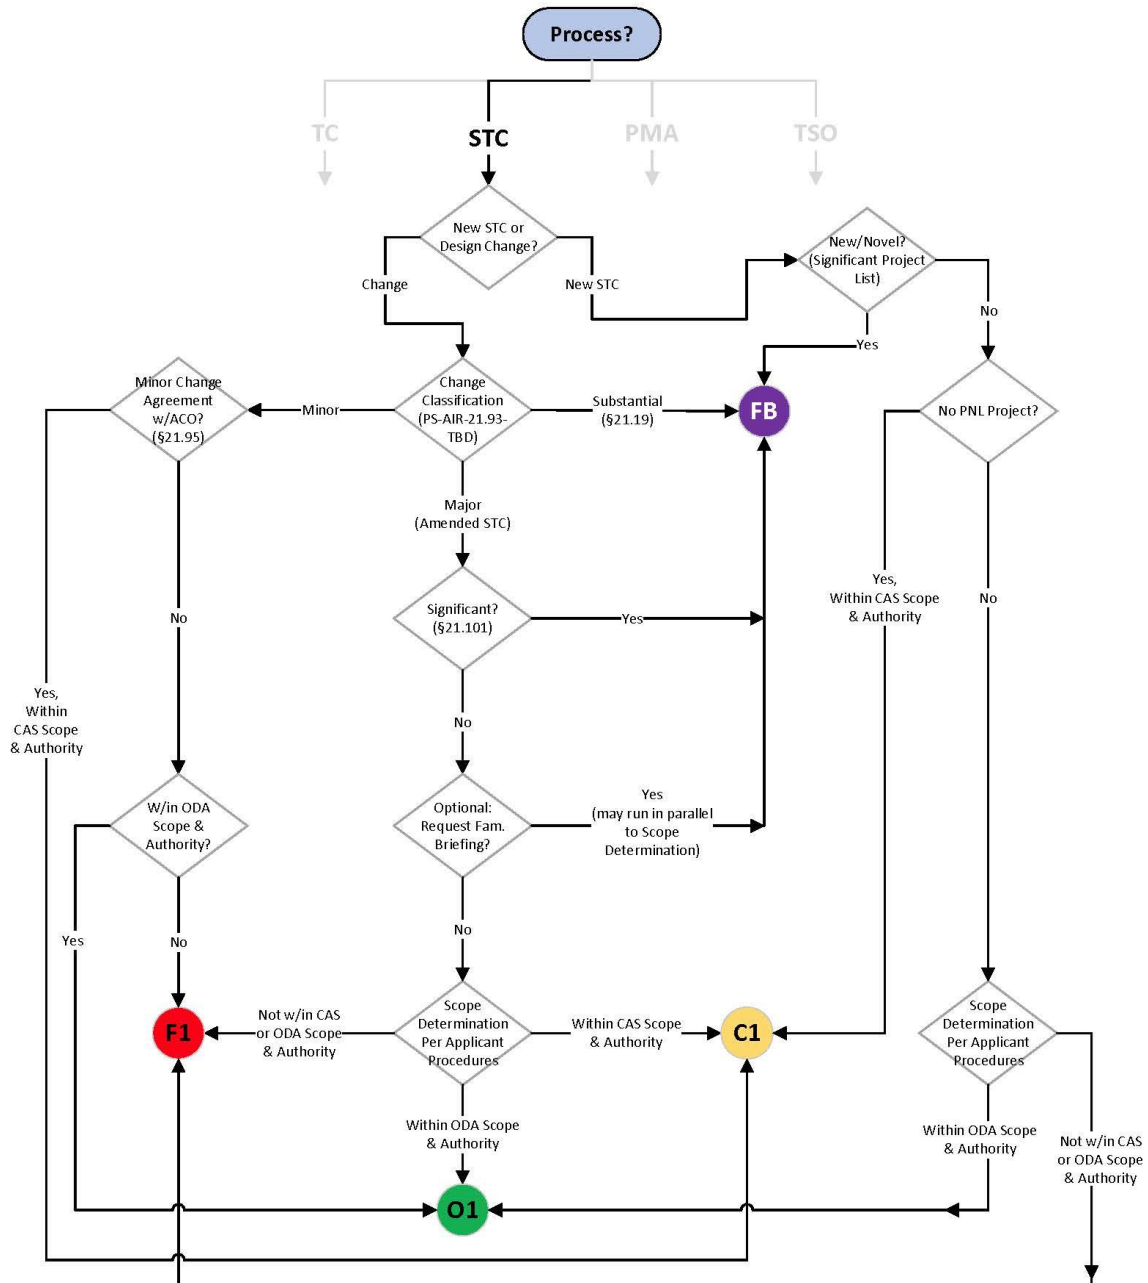 Process?
TC
STC
PMA
TSO
New STC or
Design Change?
New/Novel?
(Significant Project
List)
Change
New STC
No
Yes
Minor Change
Agreement
w/ACO?
(§21.95)
Minor
Change
Classification
(PS-AIR-21.93-
TBD)
Substantial
(§21.19)
FB
No PNL Project?
Major
(Amended STC)
No
Significant?
(§21.101)
Yes
Yes,
Within CAS Scope
& Authority
No
Yes,
Within
CAS Scope
& Authority
No
W/in ODA
Scope &
Authority?
Optional:
Request Fam.
Briefing?
Yes
(may run in parallel
to Scope
Determination)
Yes
No
No
F1
Not w/in CAS
or ODA Scope
& Authority
Scope
Determination
Per Applicant
Procedures
Within CAS Scope
& Authority
C1
Scope
Determination
Per Applicant
Procedures
Within ODA Scope
& Authority
Within ODA Scope
& Authority
Not w/in CAS
or ODA Scope
& Authority
O1